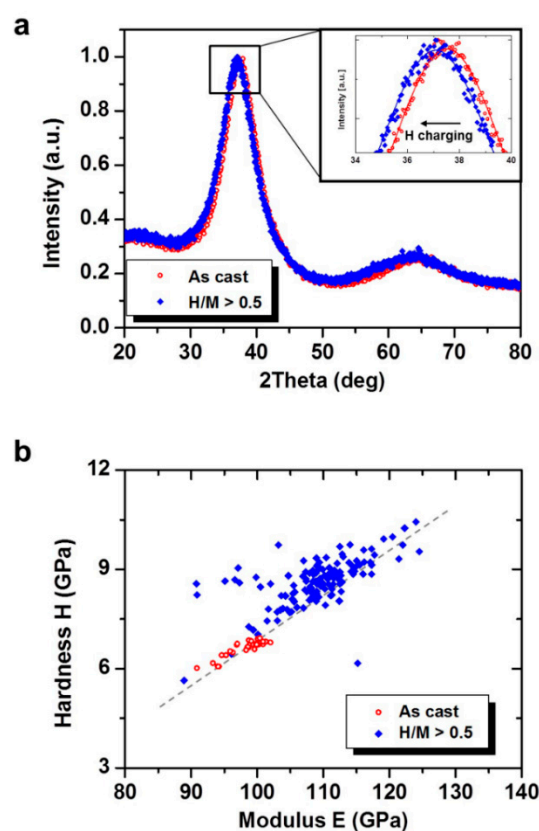 a
1.0
0.8
0.6
0.4
0.2
0.0
Intensity (a.u.)
20 30 40 50 60 70 80
2Theta (deg)
As cast
H/M > 0.5
Intensity [a.u.]
H charging
34 36 38 40
b
12
9
6
3
Hardness H (GPa)
80 90 100 110 120 130 140
Modulus E (GPa)
As cast
H/M > 0.5